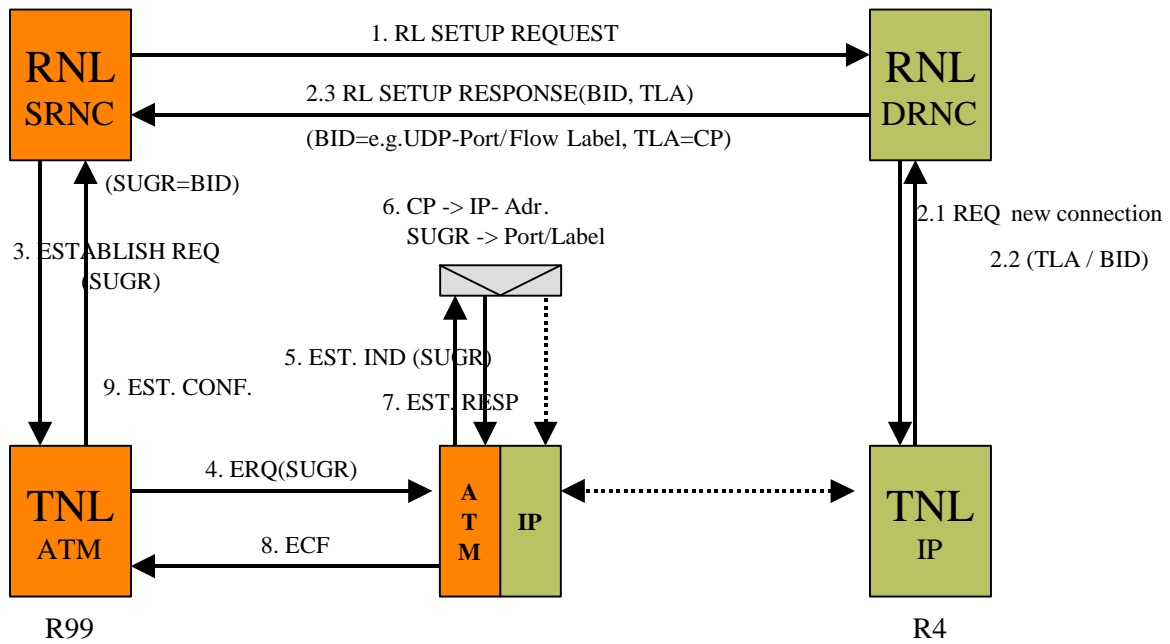 1. RL SETUP REQUEST
RNL
SRNC
RNL
DRNC
2.3 RL SETUP RESPONSE(BID, TLA)
(BID=e.g.UDP-Port/Flow Label, TLA=CP)
(SUGR=BID)
6. CP -> IP- Adr.
SUGR -> Port/Label
2.1 REQ new connection
2.2 (TLA / BID)
3. ESTABLISH REQ
(SUGR)
5. EST. IND (SUGR)
9. EST. CONF.
7. EST. RESP
4. ERQ(SUGR)
TNL
ATM
A
T
M
IP
TNL
IP
8. ECF
R99
R4